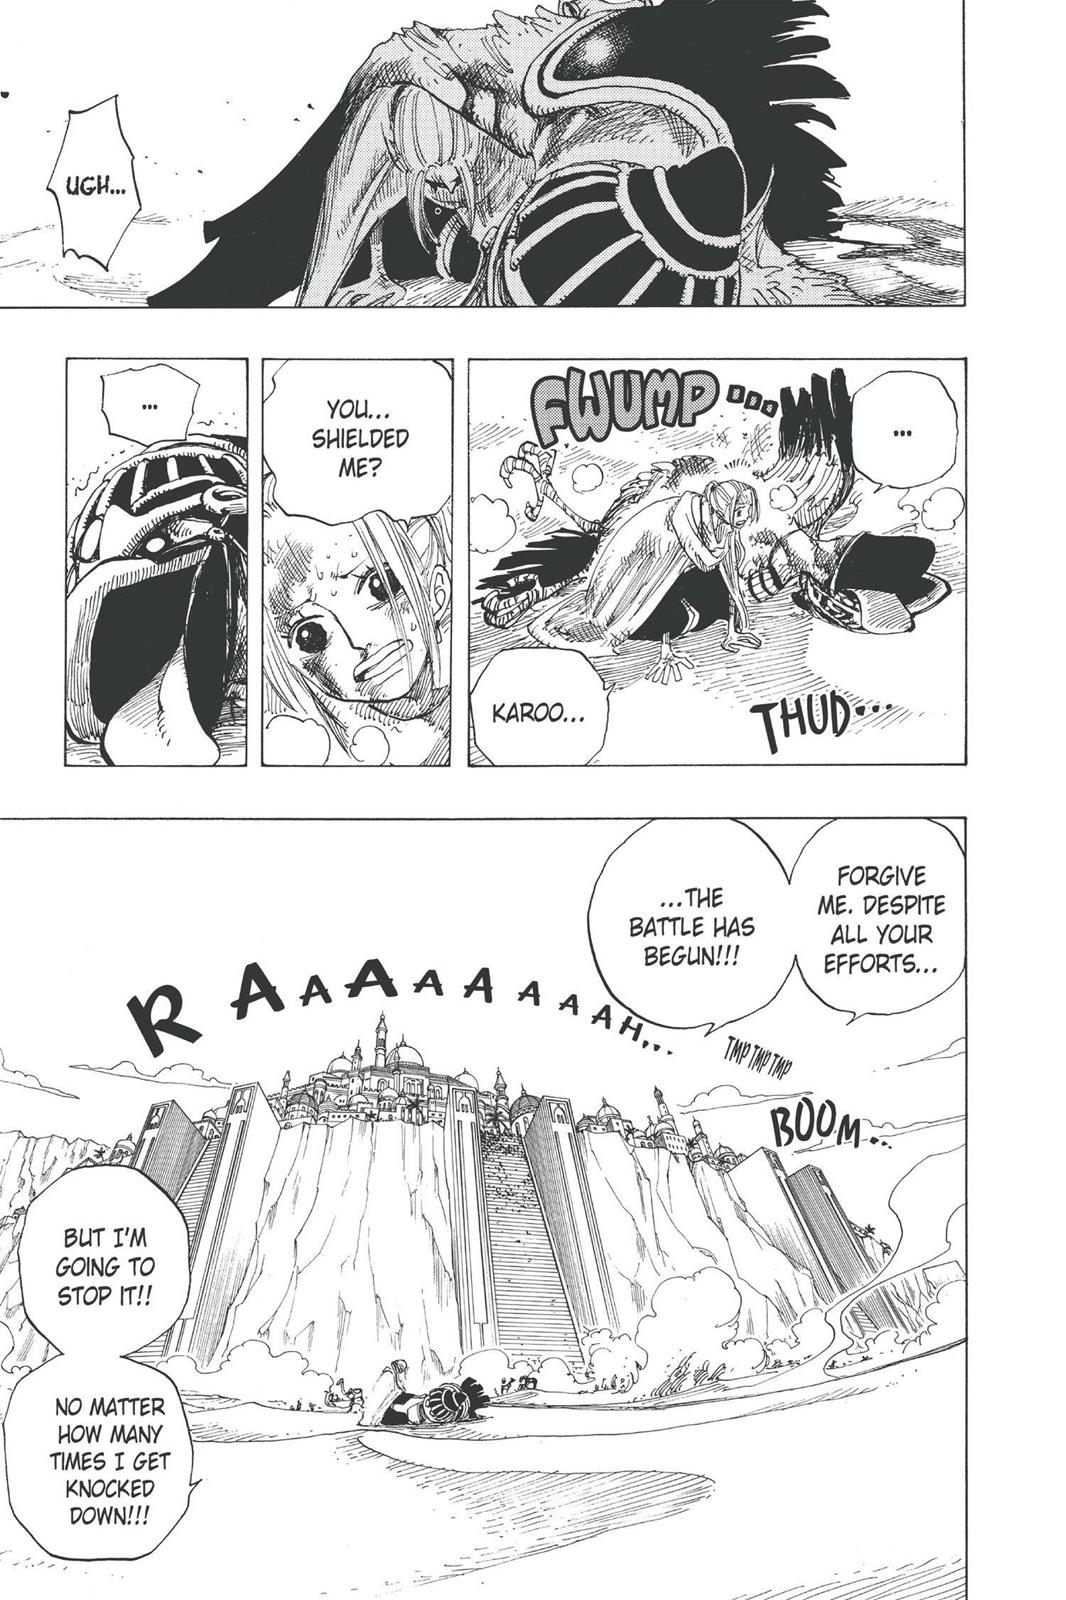 UGH...
...
FWUMP...
KAROO...
THUD...
YOU...
SHIELDED
ME?
...
FORGIVE
ME. DESPITE
ALL YOUR
EFFORTS...
...THE
BATTLE HAS
BEGUN!!!
RAAAAAAAAAH...
TMP TMP TMP
BOOM...
BUT I'M
GOING TO
STOP IT!!
NO MATTER
HOW MANY
TIMES I GET
KNOCKED
DOWN!!!